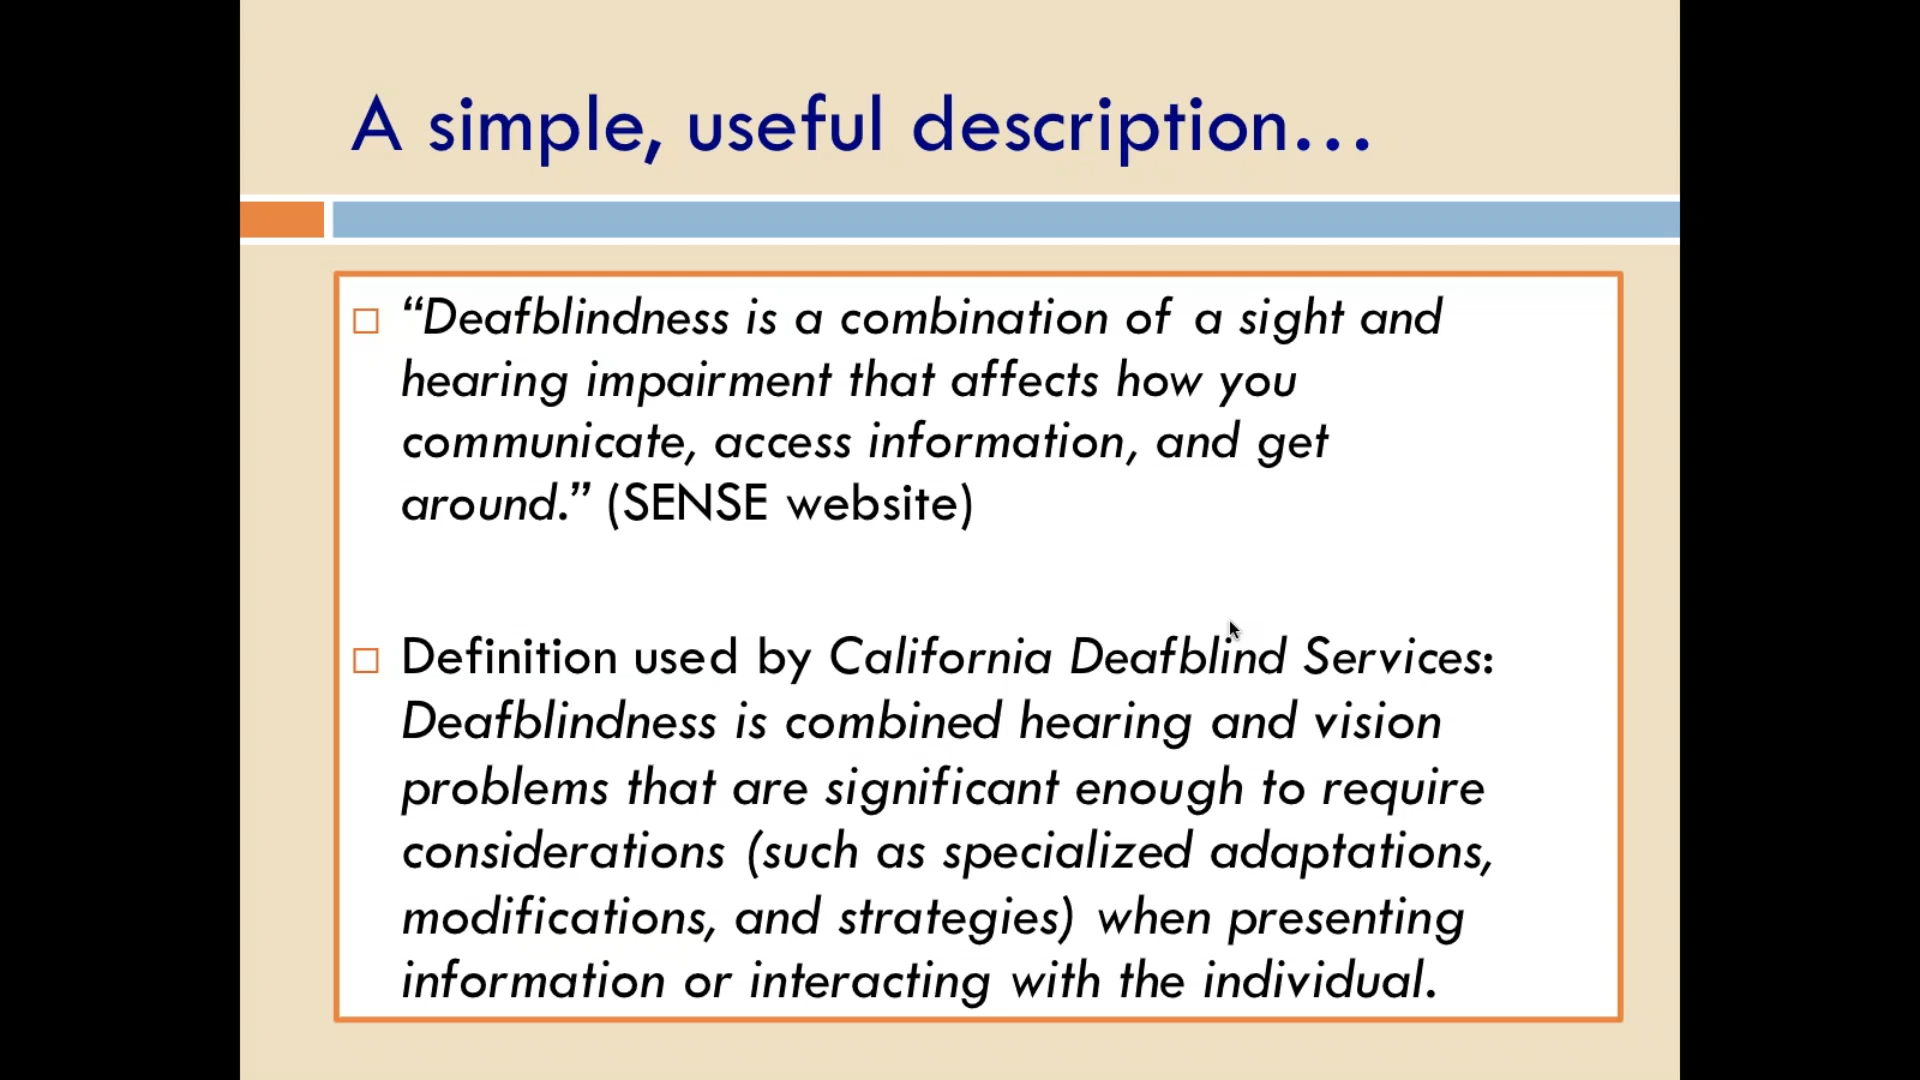 A simple, useful description...
“Deafblindness is a combination of a sight and
hearing impairment that affects how you
communicate, access information, and get
around.” (SENSE website)
Definition used by California Deafblind Services:
Deafblindness is combined hearing and vision
problems that are significant enough to require
considerations (such as specialized adaptations,
modifications, and strategies) when presenting
information or interacting with the individual.